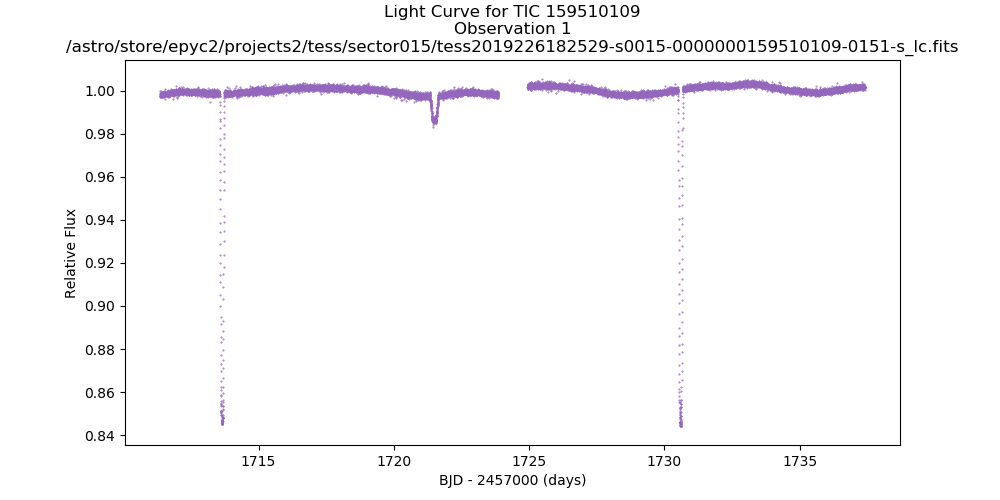 Light Curve for TIC 159510109
Observation 1
/astro/store/epyc2/projects2/tess/sector015/tess2019226182529-s0015-0000000159510109-0151-s_lc.fits
1.00
0.98
0.96
0.94
0.92
0.90
0.88
0.86
0.84
Relative Flux
1715
1720
1725
1730
1735
BJD - 2457000 (days)